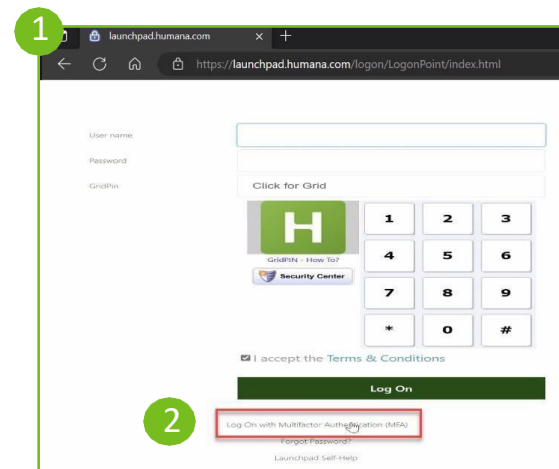 1
launchpad.humana.com × +
https://launchpad.humana.com/logon/LogonPoint/index.html
User name
Password
GridPin
Click for Grid
H
GridPIN - How To?
Security Center
1 2 3
4 5 6
7 8 9
* 0 #
I accept the Terms & Conditions
Log On
2
Log On with Multifactor Authentication (MFA)
Forgot Password?
Launchpad Self-Help